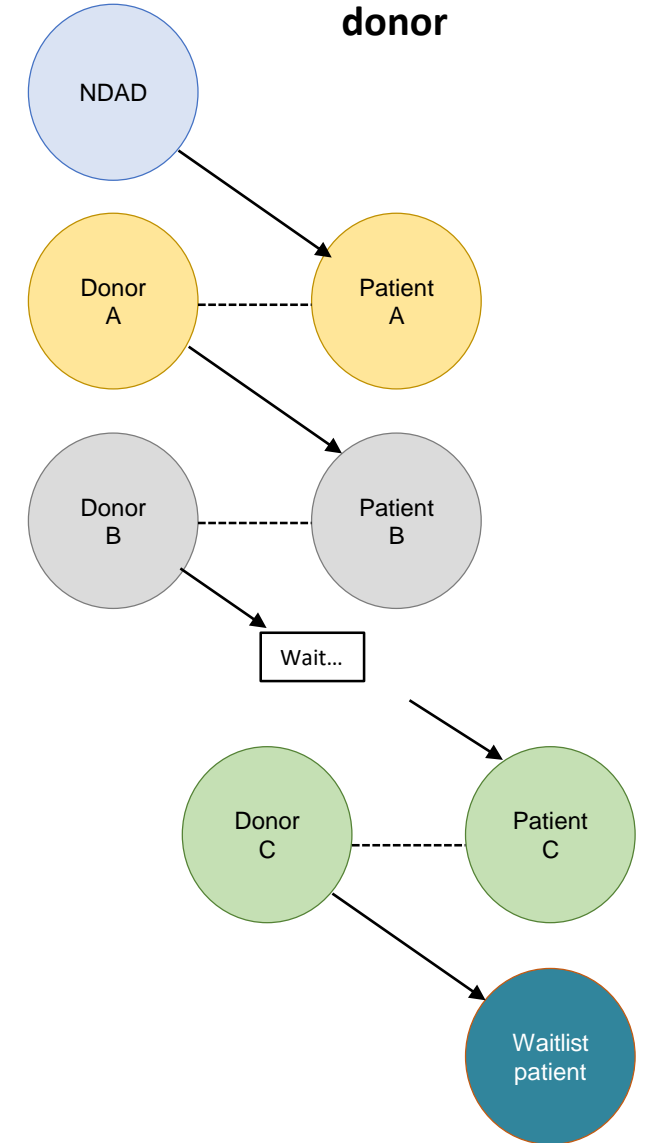 donor
NDAD
Donor
A
Patient
A
Donor
B
Patient
B
Wait...
Donor
C
Patient
C
Waitlist
patient